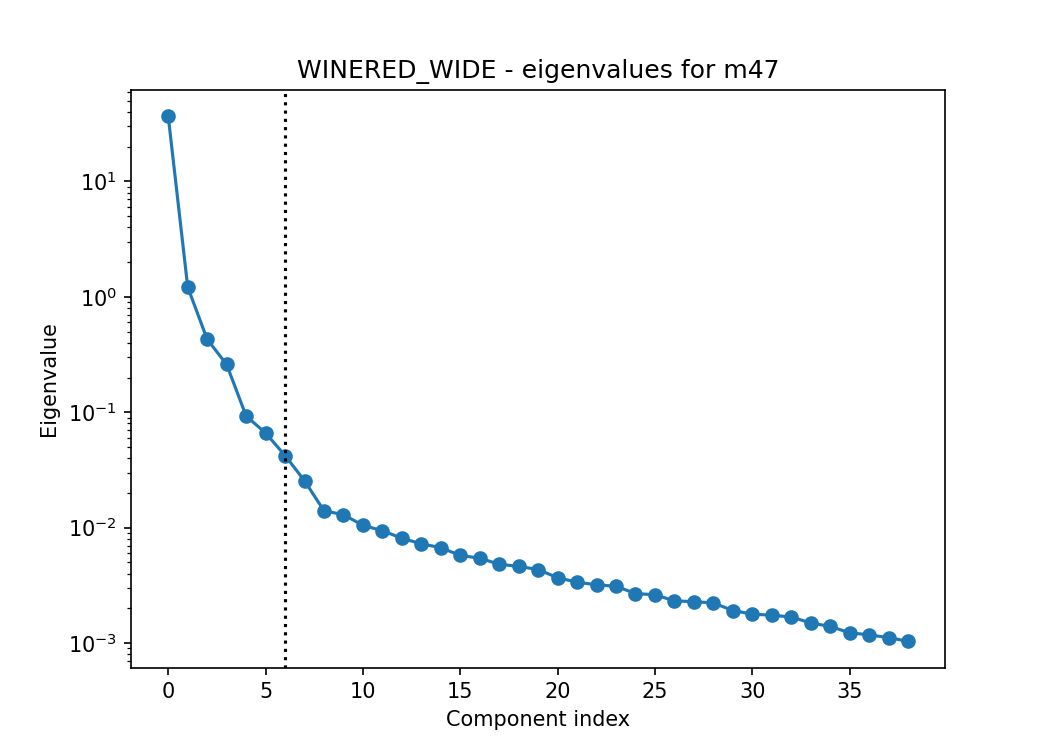 WINERED_WIDE - eigenvalues for m47
Eigenvalue
10¹
10⁰
10⁻¹
10⁻²
10⁻³
0 5 10 15 20 25 30 35
Component index